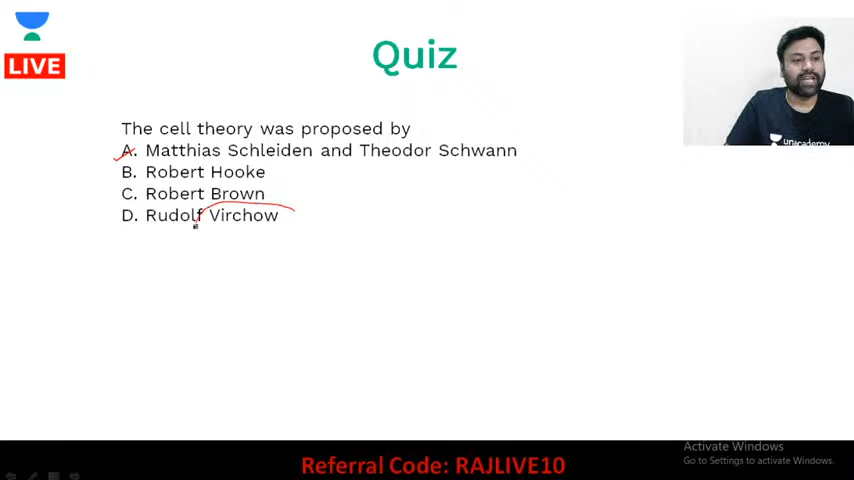 LIVE
Quiz
unacademy
The cell theory was proposed by
A. Matthias Schleiden and Theodor Schwann
B. Robert Hooke
C. Robert Brown
D. Rudolf Virchow
Activate Windows
Go to Settings to activate Windows.
Referral Code: RAJLIVE10